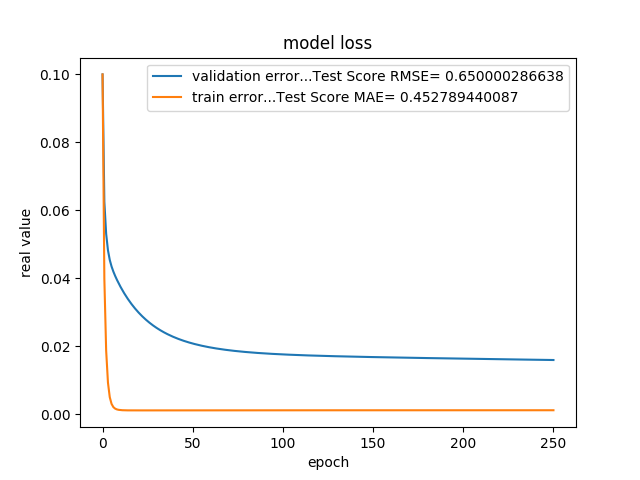 model loss
validation error...Test Score RMSE= 0.650000286638
train error...Test Score MAE= 0.452789440087
0.10
0.08
0.06
0.04
0.02
0.00
real value
0 50 100 150 200 250
epoch